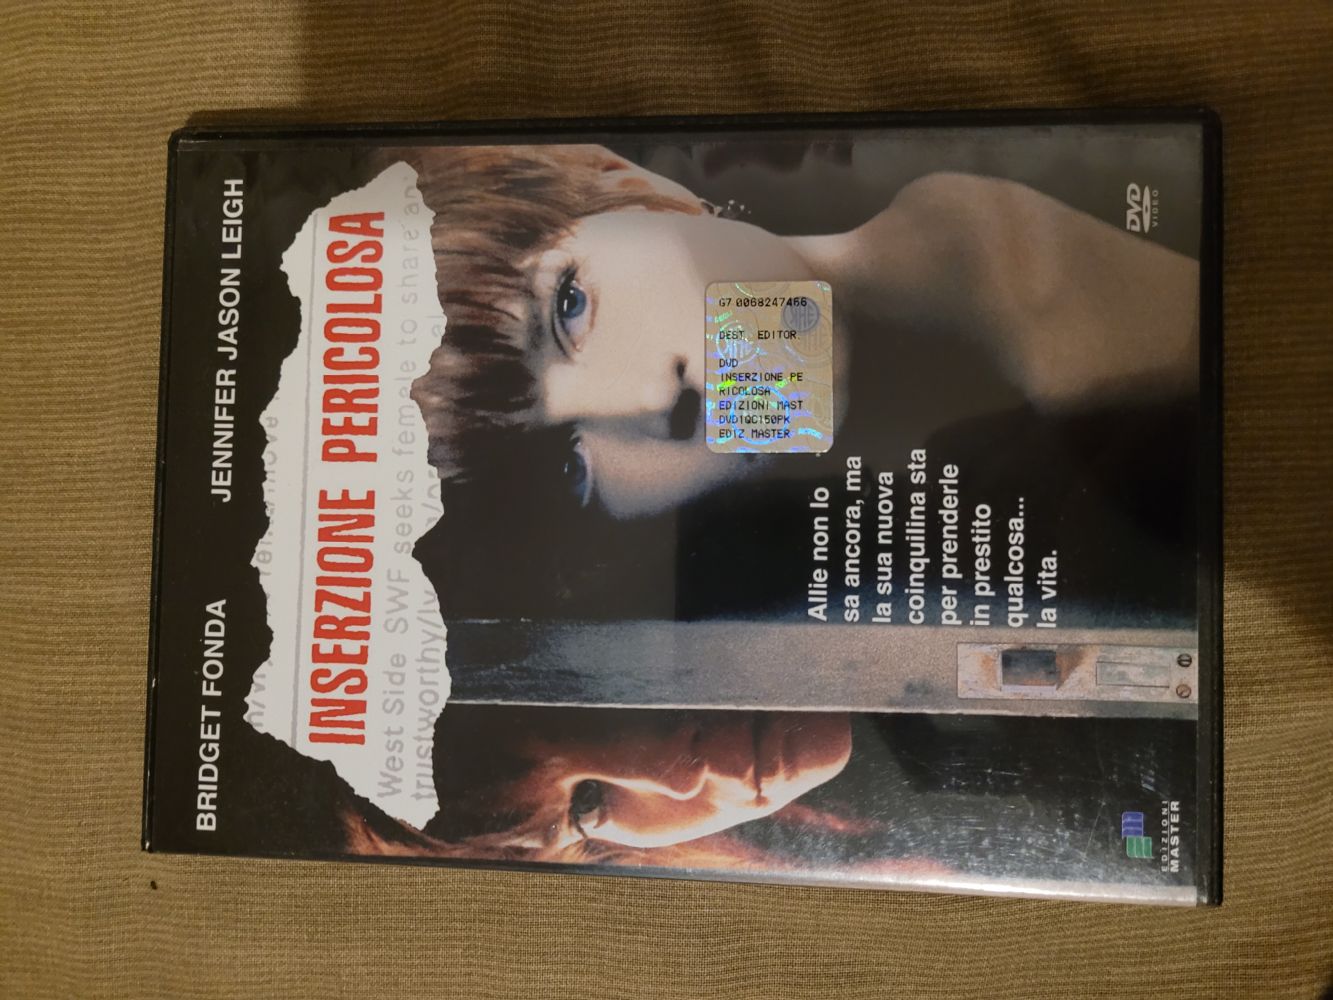 BRIDGET FONDA JENNIFER JASON LEIGH
INSERZIONE PERICOLOSA
West Side SWF seeks female to share an
trustworthy
Allie non lo
sa ancora, ma
la sua nuova
coinquilina sta
per prenderle
in prestito
qualcosa...
la vita.
G7 0068247466
DEST. EDITOR.
DVD
INSERZIONE PE
RICOLOSA
EDIZIONI MAST
DVD1QC150PK
EDIZ MASTER
EDIZIONI
MASTER
DVD
VIDEO